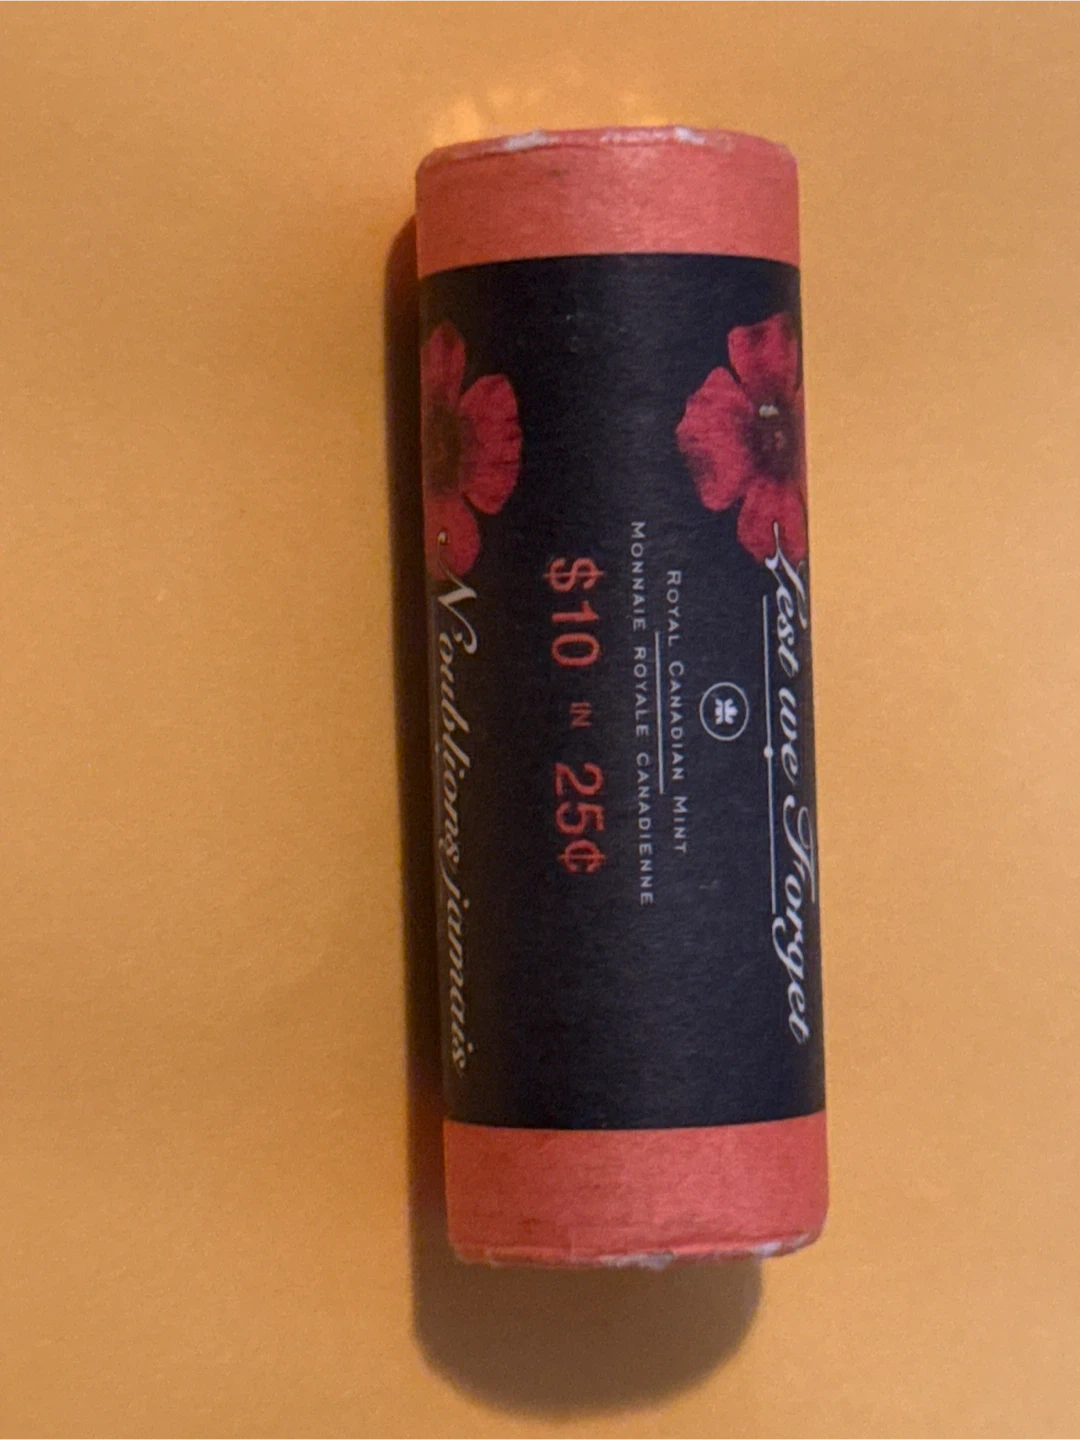 Lest we Forget
ROYAL CANADIAN MINT
MONNAIE ROYALE CANADIENNE
$10 IN 25¢
N'oublions jamais